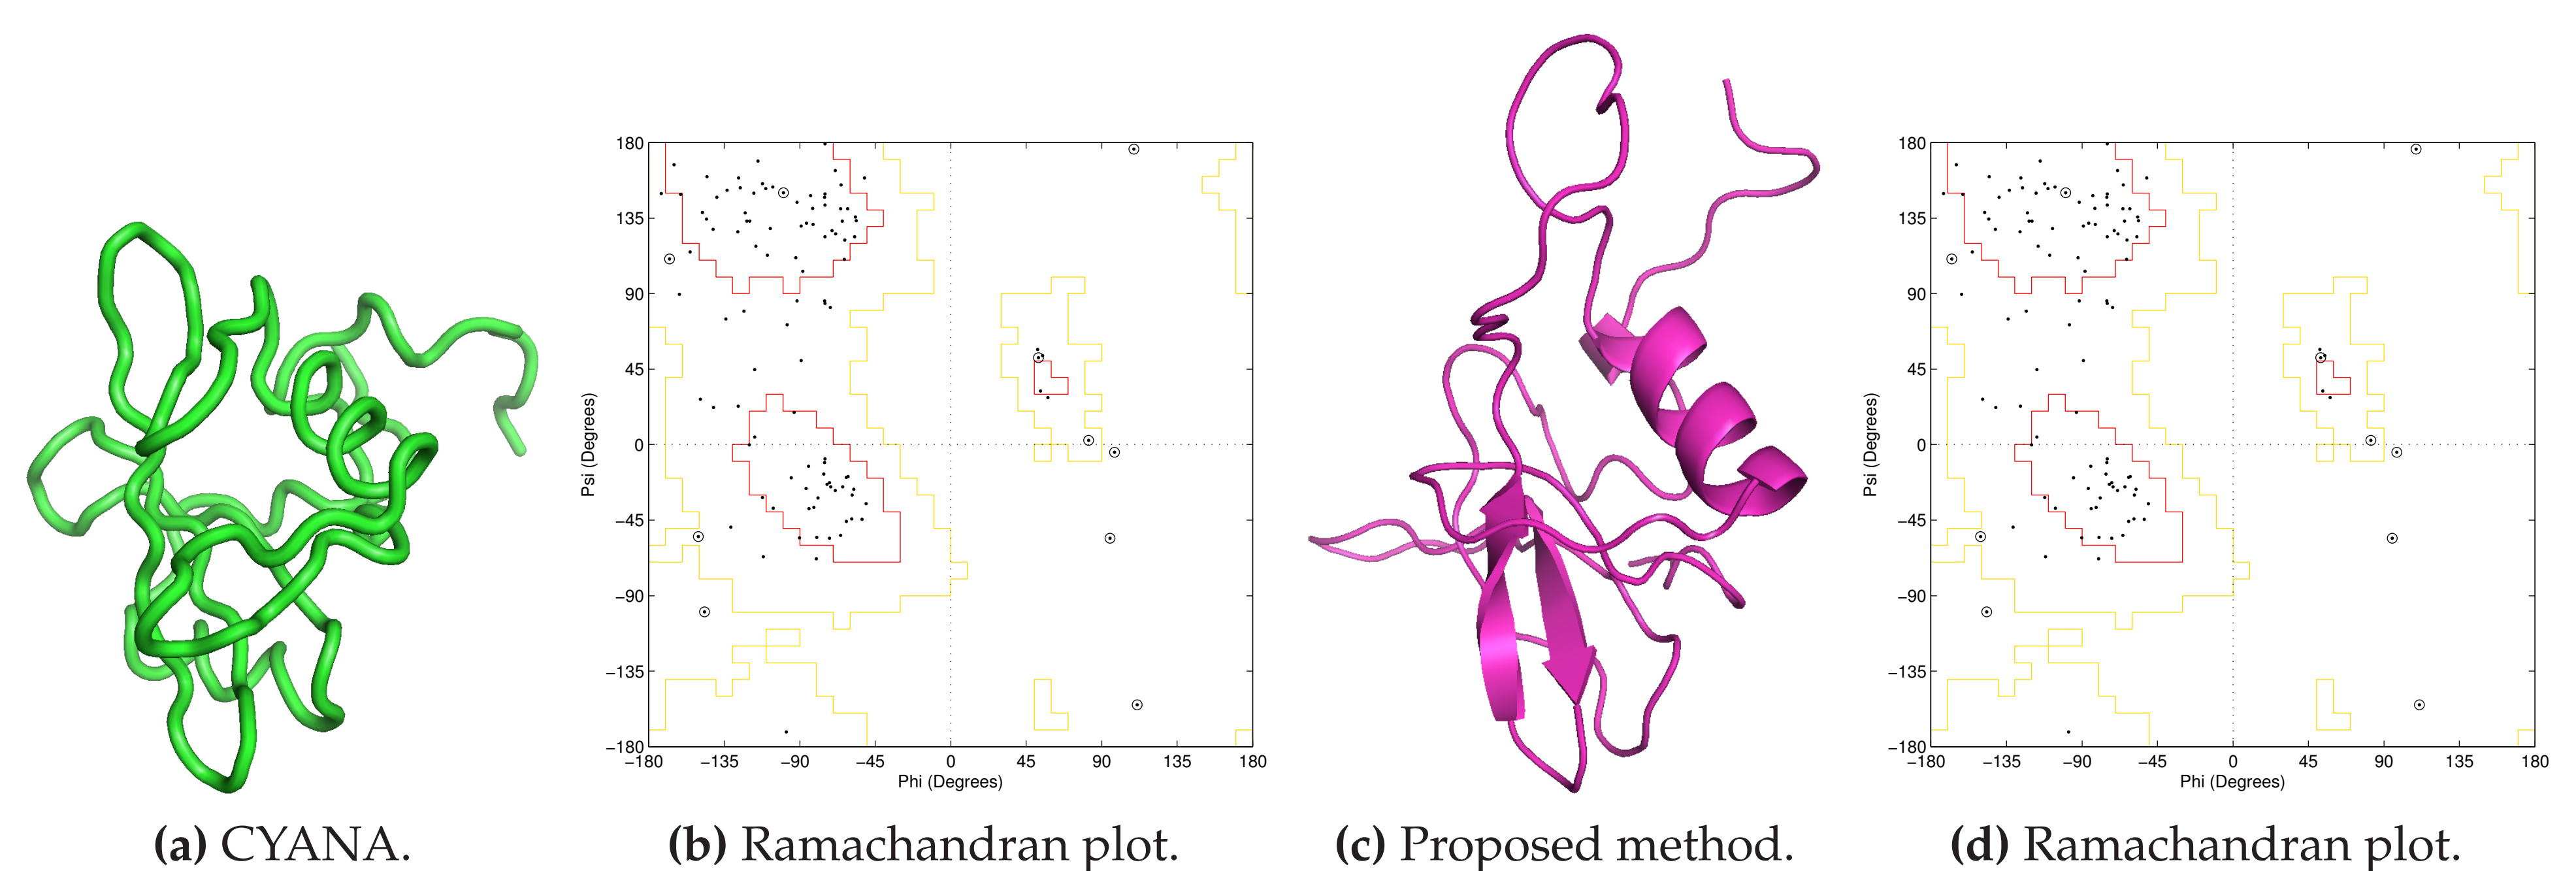 180
135
90
45
0
−45
−90
−135
−180
Psi (Degrees)
−180 −135 −90 −45 0 45 90 135 180
Phi (Degrees)
180
135
90
45
0
−45
−90
−135
−180
Psi (Degrees)
−180 −135 −90 −45 0 45 90 135 180
Phi (Degrees)
(a) CYANA. (b) Ramachandran plot. (c) Proposed method. (d) Ramachandran plot.